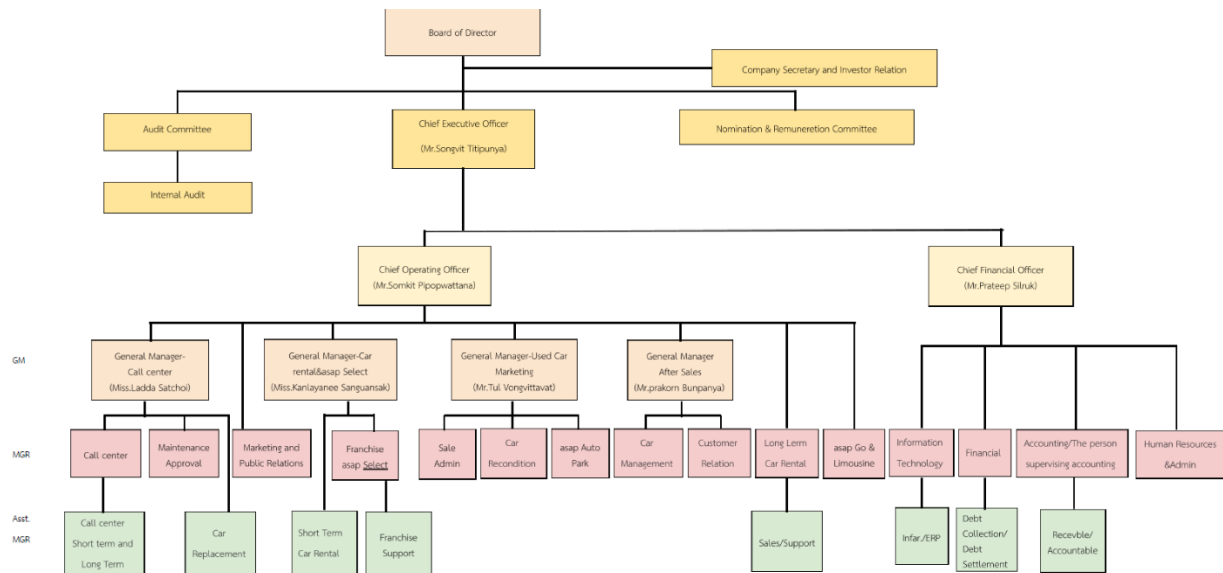 Board of Director
Company Secretary and Investor Relation
Audit Committee
Chief Executive Officer
(Mr.Songvit Titipunya)
Nomination & Remuneretion Committee
Internal Audit
Chief Operating Officer
(Mr.Somkit Pipopwattana)
Chief Financial Officer
(Mr.Prateep Silruk)
GM
General Manager-
Call center
(Miss.Ladda Satchoi)
General Manager-Car
rental&asap Select
(Miss.Kanlayanee Sanguansak)
General Manager-Used Car
Marketing
(Mr.Tul Vongvittavat)
General Manager
After Sales
(Mr.prakorn Bunpanya)
MGR
Call center
Maintenance
Approval
Marketing and
Public Relations
Franchise
asap Select
Sale
Admin
Car
Recondition
asap Auto
Park
Car
Management
Customer
Relation
Long Lerm
Car Rental
asap Go &
Limousine
Information
Technology
Financial
Accounting/The person
supervising accounting
Human Resources
&Admin
Asst.
MGR
Call center
Short term and
Long Term
Car
Replacement
Short Term
Car Rental
Franchise
Support
Sales/Support
Infar./ERP
Debt
Collection/
Debt
Settlement
Recevble/
Accountable